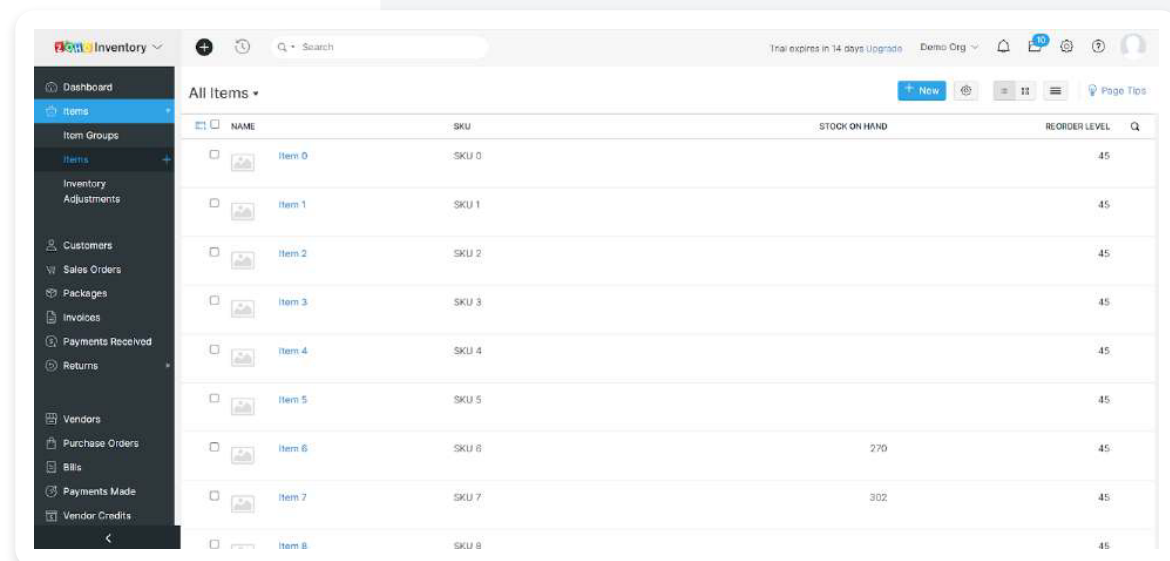 ZOHO Inventory
Search
Trial expires in 14 days Upgrade
Demo Org
10
Dashboard
Items
Item Groups
Items
Inventory
Adjustments
Customers
Sales Orders
Packages
Invoices
Payments Received
Returns
Vendors
Purchase Orders
Bills
Payments Made
Vendor Credits
All Items
+ New
Page Tips
NAME SKU STOCK ON HAND REORDER LEVEL
Item 0 SKU 0 45
Item 1 SKU 1 45
Item 2 SKU 2 45
Item 3 SKU 3 45
Item 4 SKU 4 45
Item 5 SKU 5 45
Item 6 SKU 6 270 45
Item 7 SKU 7 302 45
Item 8 SKU 8 45